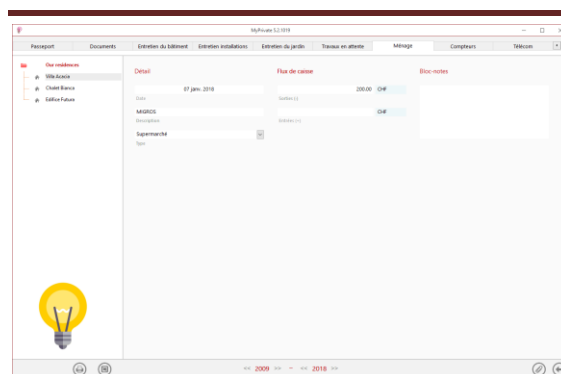 MyPrivate 5.2.1019
Passeport Documents Entretien du bâtiment Entretien installations Entretien du jardin Travaux en attente Ménage Compteurs Télécom
Our residences
Villa Acacia
Chalet Bianca
Edifice Futura
Détail Flux de caisse Bloc-notes
07 janv. 2018 200.00 CHF
Date Sorties (-)
MIGROS CHF
Description Entrées (+)
Supermarché
Type
<< 2009 >> - << 2018 >>